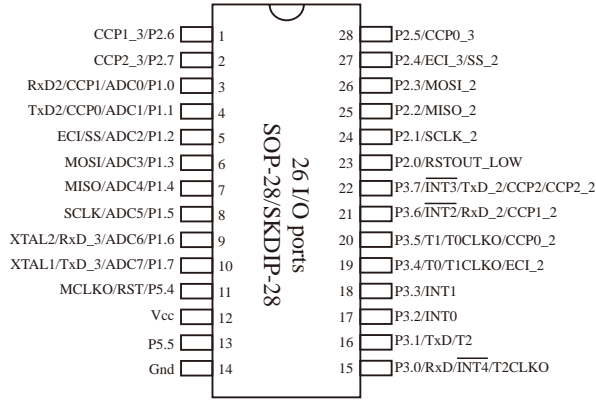 CCP1_3/P2.6 1
CCP2_3/P2.7 2
RxD2/CCP1/ADC0/P1.0 3
TxD2/CCP0/ADC1/P1.1 4
ECI/SS/ADC2/P1.2 5
MOSI/ADC3/P1.3 6
MISO/ADC4/P1.4 7
SCLK/ADC5/P1.5 8
XTAL2/RxD_3/ADC6/P1.6 9
XTAL1/TxD_3/ADC7/P1.7 10
MCLKO/RST/P5.4 11
Vcc 12
P5.5 13
Gnd 14
26 I/O ports
SOP-28/SKDIP-28
28 P2.5/CCP0_3
27 P2.4/ECI_3/SS_2
26 P2.3/MOSI_2
25 P2.2/MISO_2
24 P2.1/SCLK_2
23 P2.0/RSTOUT_LOW
22 P3.7/INT3/TxD_2/CCP2/CCP2_2
21 P3.6/INT2/RxD_2/CCP1_2
20 P3.5/T1/T0CLKO/CCP0_2
19 P3.4/T0/T1CLKO/ECI_2
18 P3.3/INT1
17 P3.2/INT0
16 P3.1/TxD/T2
15 P3.0/RxD/INT4/T2CLKO